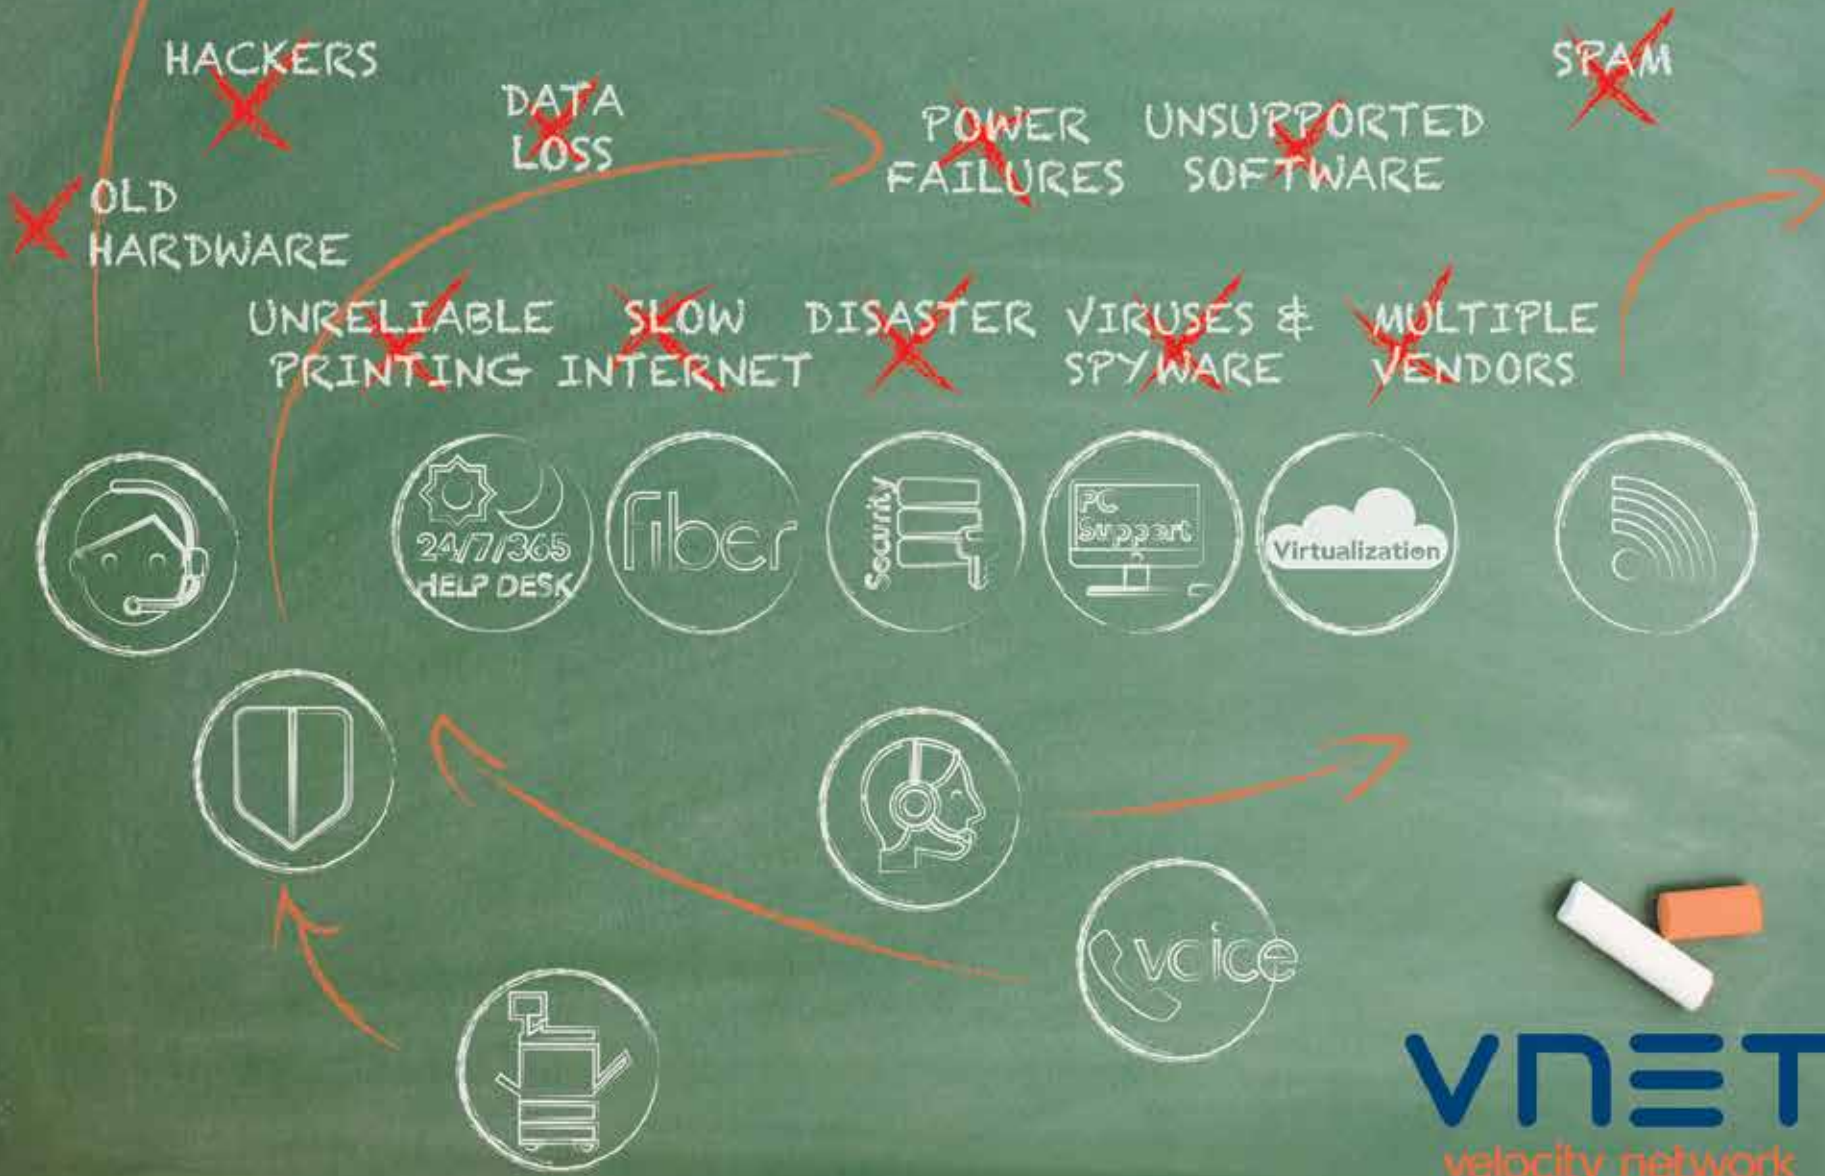 HACKERS
SPAM
DATA
LOSS
POWER
FAILURES
UNSUPPORTED
SOFTWARE
OLD
HARDWARE
UNRELIABLE
PRINTING
SLOW
INTERNET
DISASTER
VIRUSES &
SPYWARE
MULTIPLE
VENDORS
24/7/365
HELP DESK
fiber
Security
PC
Support
Virtualization
voice
VNET
velocity network